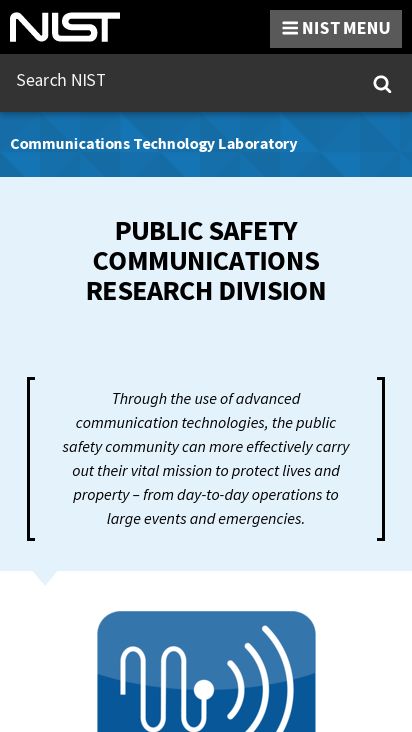 NIST
NIST MENU
Search NIST
Communications Technology Laboratory
PUBLIC SAFETY
COMMUNICATIONS
RESEARCH DIVISION
Through the use of advanced
communication technologies, the public
safety community can more effectively carry
out their vital mission to protect lives and
property – from day-to-day operations to
large events and emergencies.